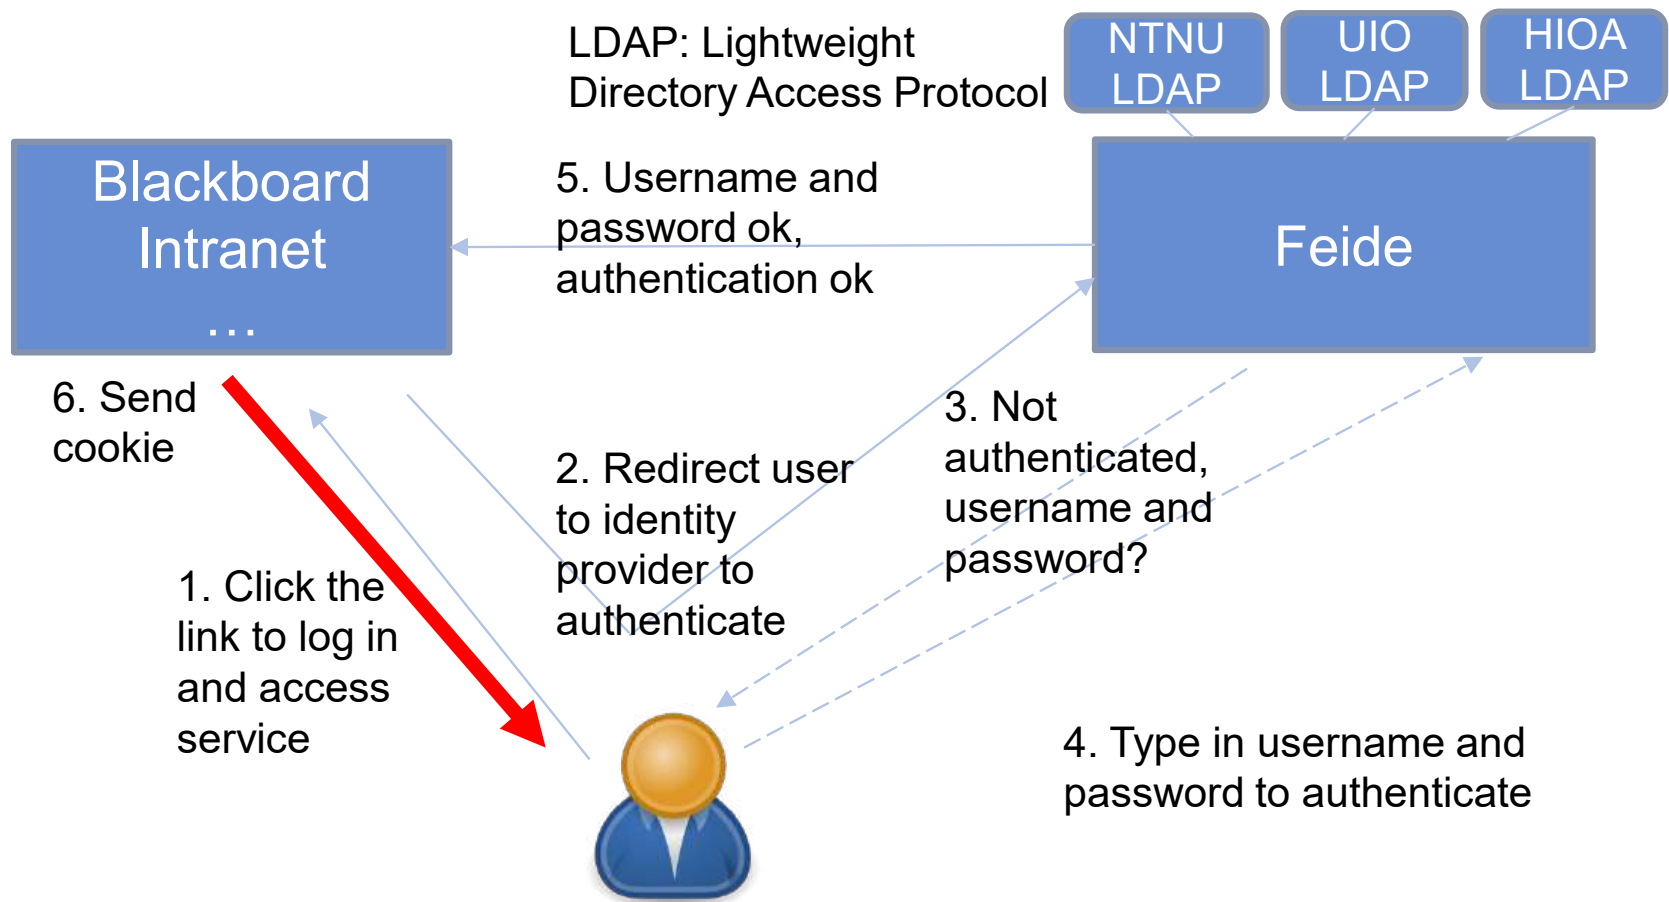 LDAP: Lightweight
Directory Access Protocol
NTNU
LDAP
UIO
LDAP
HIOA
LDAP
Blackboard
Intranet
...
5. Username and
password ok,
authentication ok
Feide
6. Send
cookie
3. Not
authenticated,
username and
password?
2. Redirect user
to identity
provider to
authenticate
1. Click the
link to log in
and access
service
4. Type in username and
password to authenticate